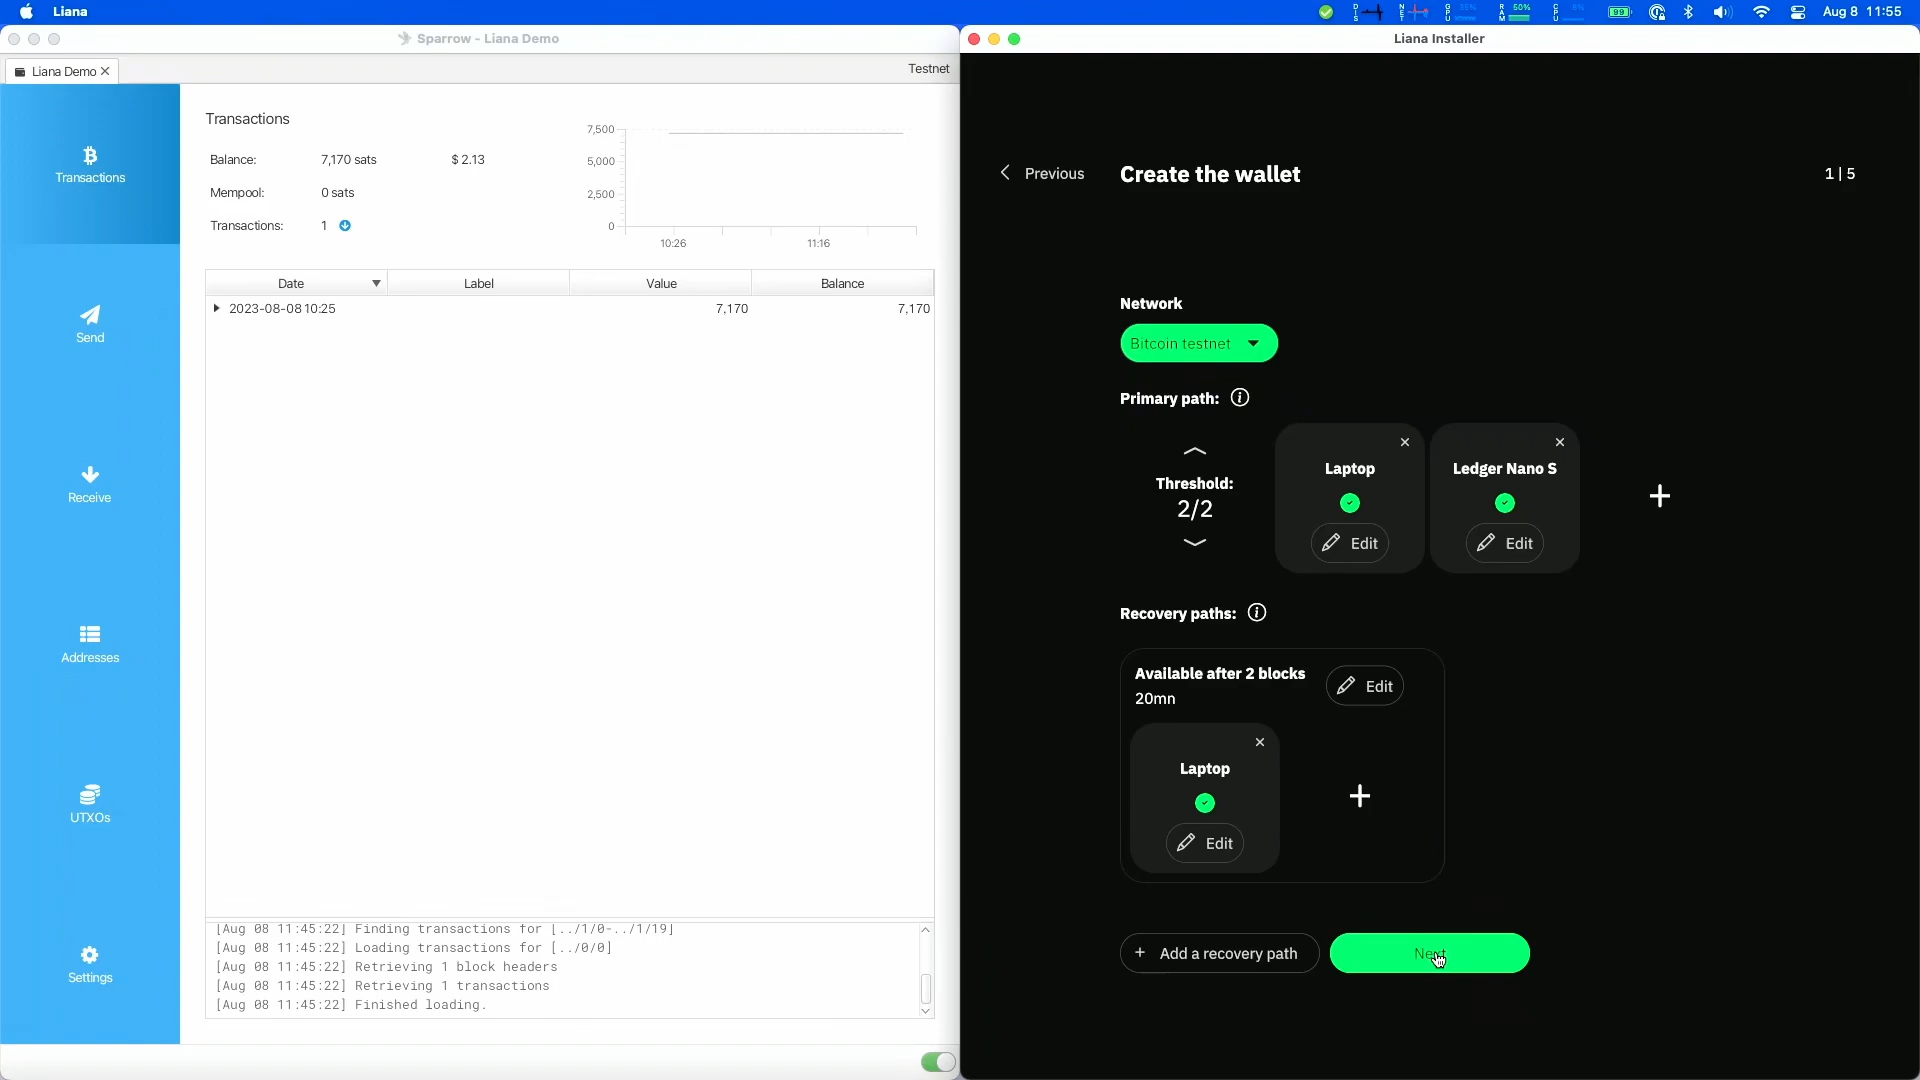 Liana
35%
50%
8%
99
Aug 8 11:55
Sparrow - Liana Demo
Liana Demo
Testnet
Transactions
Send
Receive
Addresses
UTXOs
Settings
Transactions
Balance: 7,170 sats $ 2.13
Mempool: 0 sats
Transactions: 1
7,500
5,000
2,500
0
10:26 11:16
Date Label Value Balance
2023-08-08 10:25 7,170 7,170
[Aug 08 11:45:22] Finding transactions for [../1/0-../1/19]
[Aug 08 11:45:22] Loading transactions for [../0/0]
[Aug 08 11:45:22] Retrieving 1 block headers
[Aug 08 11:45:22] Retrieving 1 transactions
[Aug 08 11:45:22] Finished loading.
Liana Installer
Previous Create the wallet 1 | 5
Network
Bitcoin testnet
Primary path:
Threshold:
2/2
Laptop
Edit
Ledger Nano S
Edit
Recovery paths:
Available after 2 blocks
20mn
Edit
Laptop
Edit
+ Add a recovery path
Next